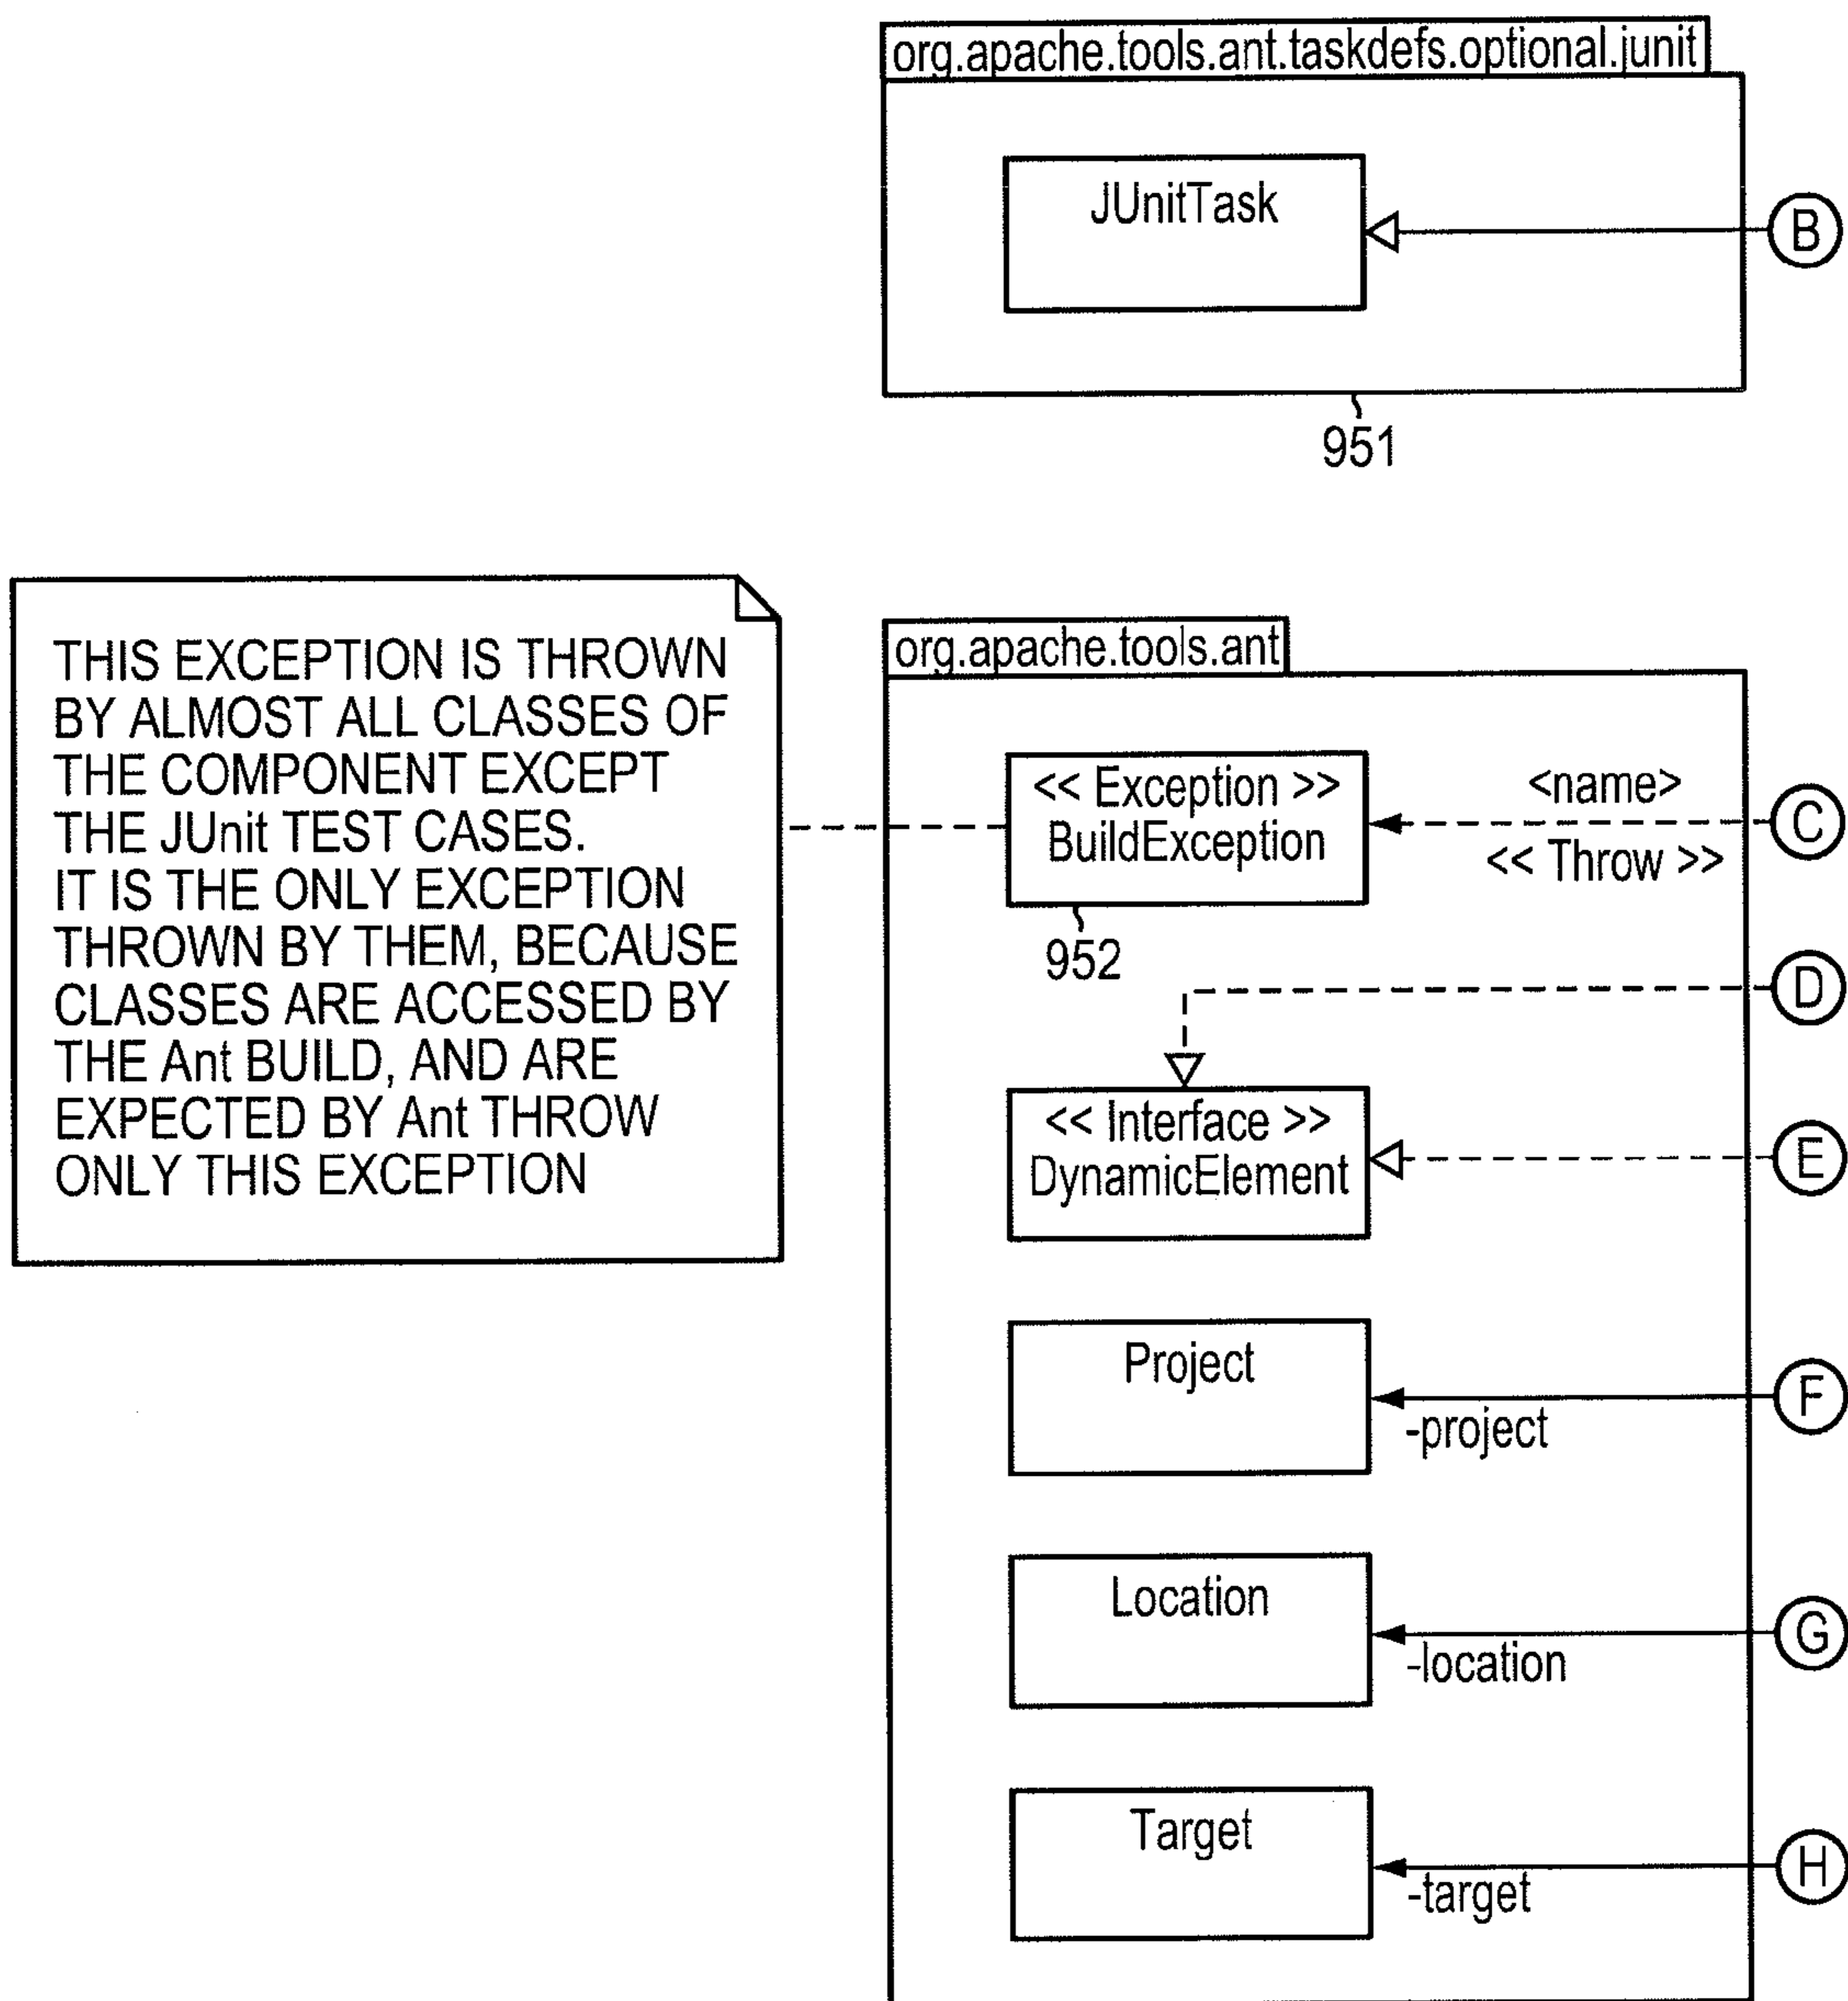 org.apache.tools.ant.taskdefs.optional.junit
JUnitTask
B
951
THIS EXCEPTION IS THROWN
BY ALMOST ALL CLASSES OF
THE COMPONENT EXCEPT
THE JUnit TEST CASES.
IT IS THE ONLY EXCEPTION
THROWN BY THEM, BECAUSE
CLASSES ARE ACCESSED BY
THE Ant BUILD, AND ARE
EXPECTED BY Ant THROW
ONLY THIS EXCEPTION
org.apache.tools.ant
<< Exception >>
BuildException
<name>
<< Throw >>
C
952
D
<< Interface >>
DynamicElement
E
Project
-project
F
Location
-location
G
Target
-target
H